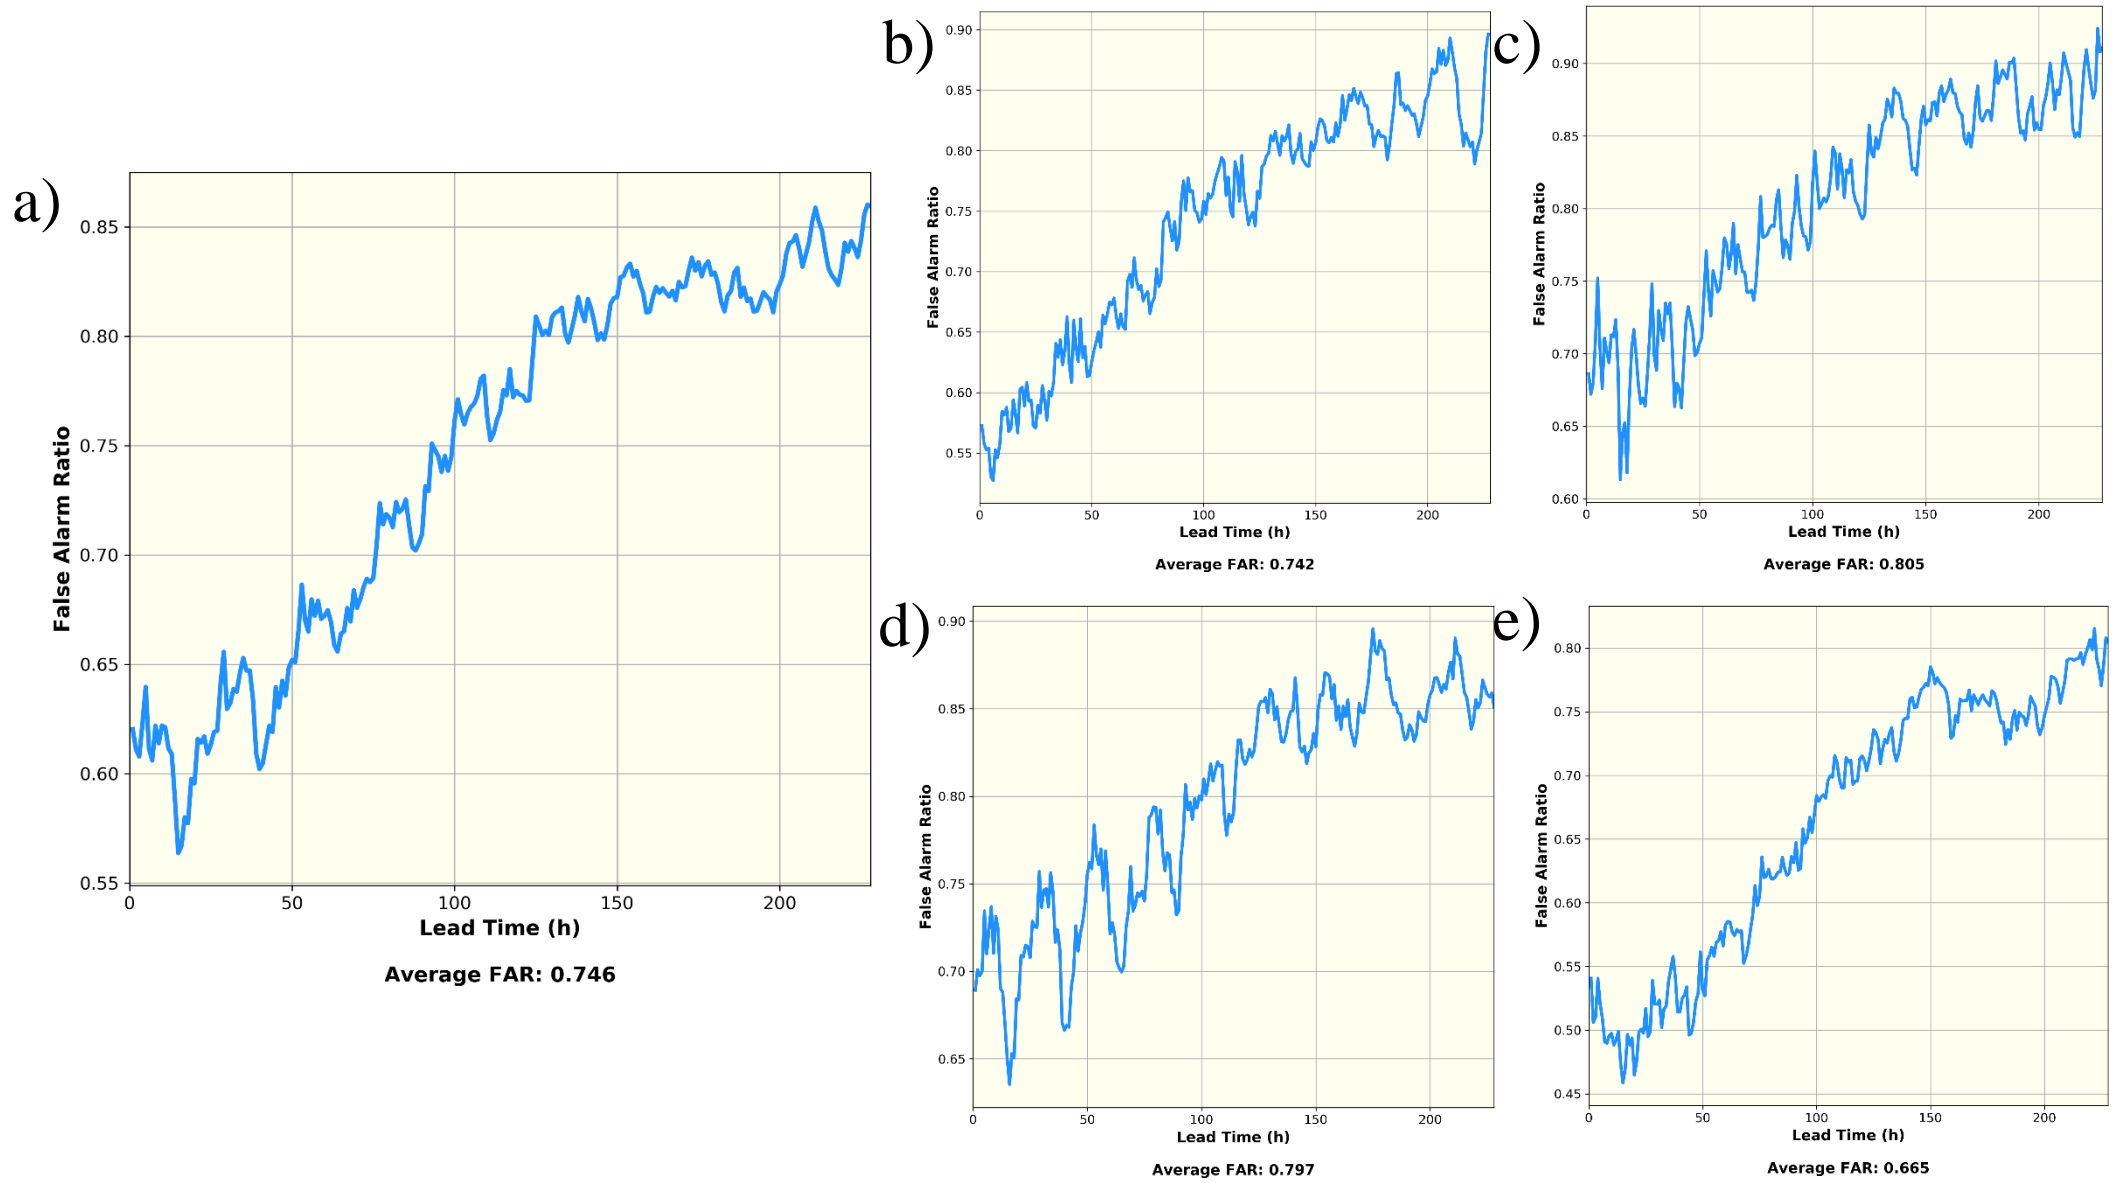 a)
False Alarm Ratio
0.85
0.80
0.75
0.70
0.65
0.60
0.55
0 50 100 150 200
Lead Time (h)
Average FAR: 0.746
b)
False Alarm Ratio
0.90
0.85
0.80
0.75
0.70
0.65
0.60
0.55
0 50 100 150 200
Lead Time (h)
Average FAR: 0.742
c)
False Alarm Ratio
0.90
0.85
0.80
0.75
0.70
0.65
0.60
0 50 100 150 200
Lead Time (h)
Average FAR: 0.805
d)
False Alarm Ratio
0.90
0.85
0.80
0.75
0.70
0.65
0 50 100 150 200
Lead Time (h)
Average FAR: 0.797
e)
False Alarm Ratio
0.80
0.75
0.70
0.65
0.60
0.55
0.50
0.45
0 50 100 150 200
Lead Time (h)
Average FAR: 0.665